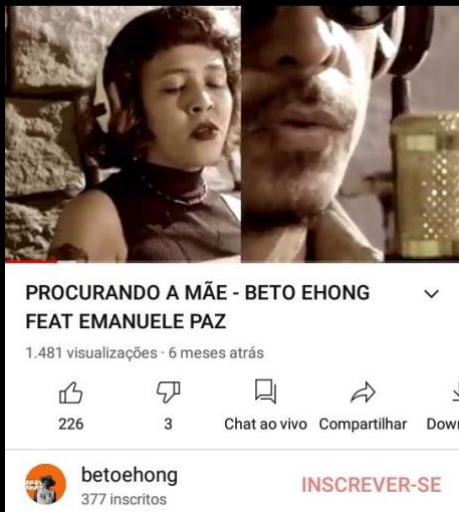 PROCURANDO A MÃE - BETO EHONG
FEAT EMANUELE PAZ
1.481 visualizações · 6 meses atrás
226
3
Chat ao vivo
Compartilhar
Down
betoehong
377 inscritos
INSCREVER-SE